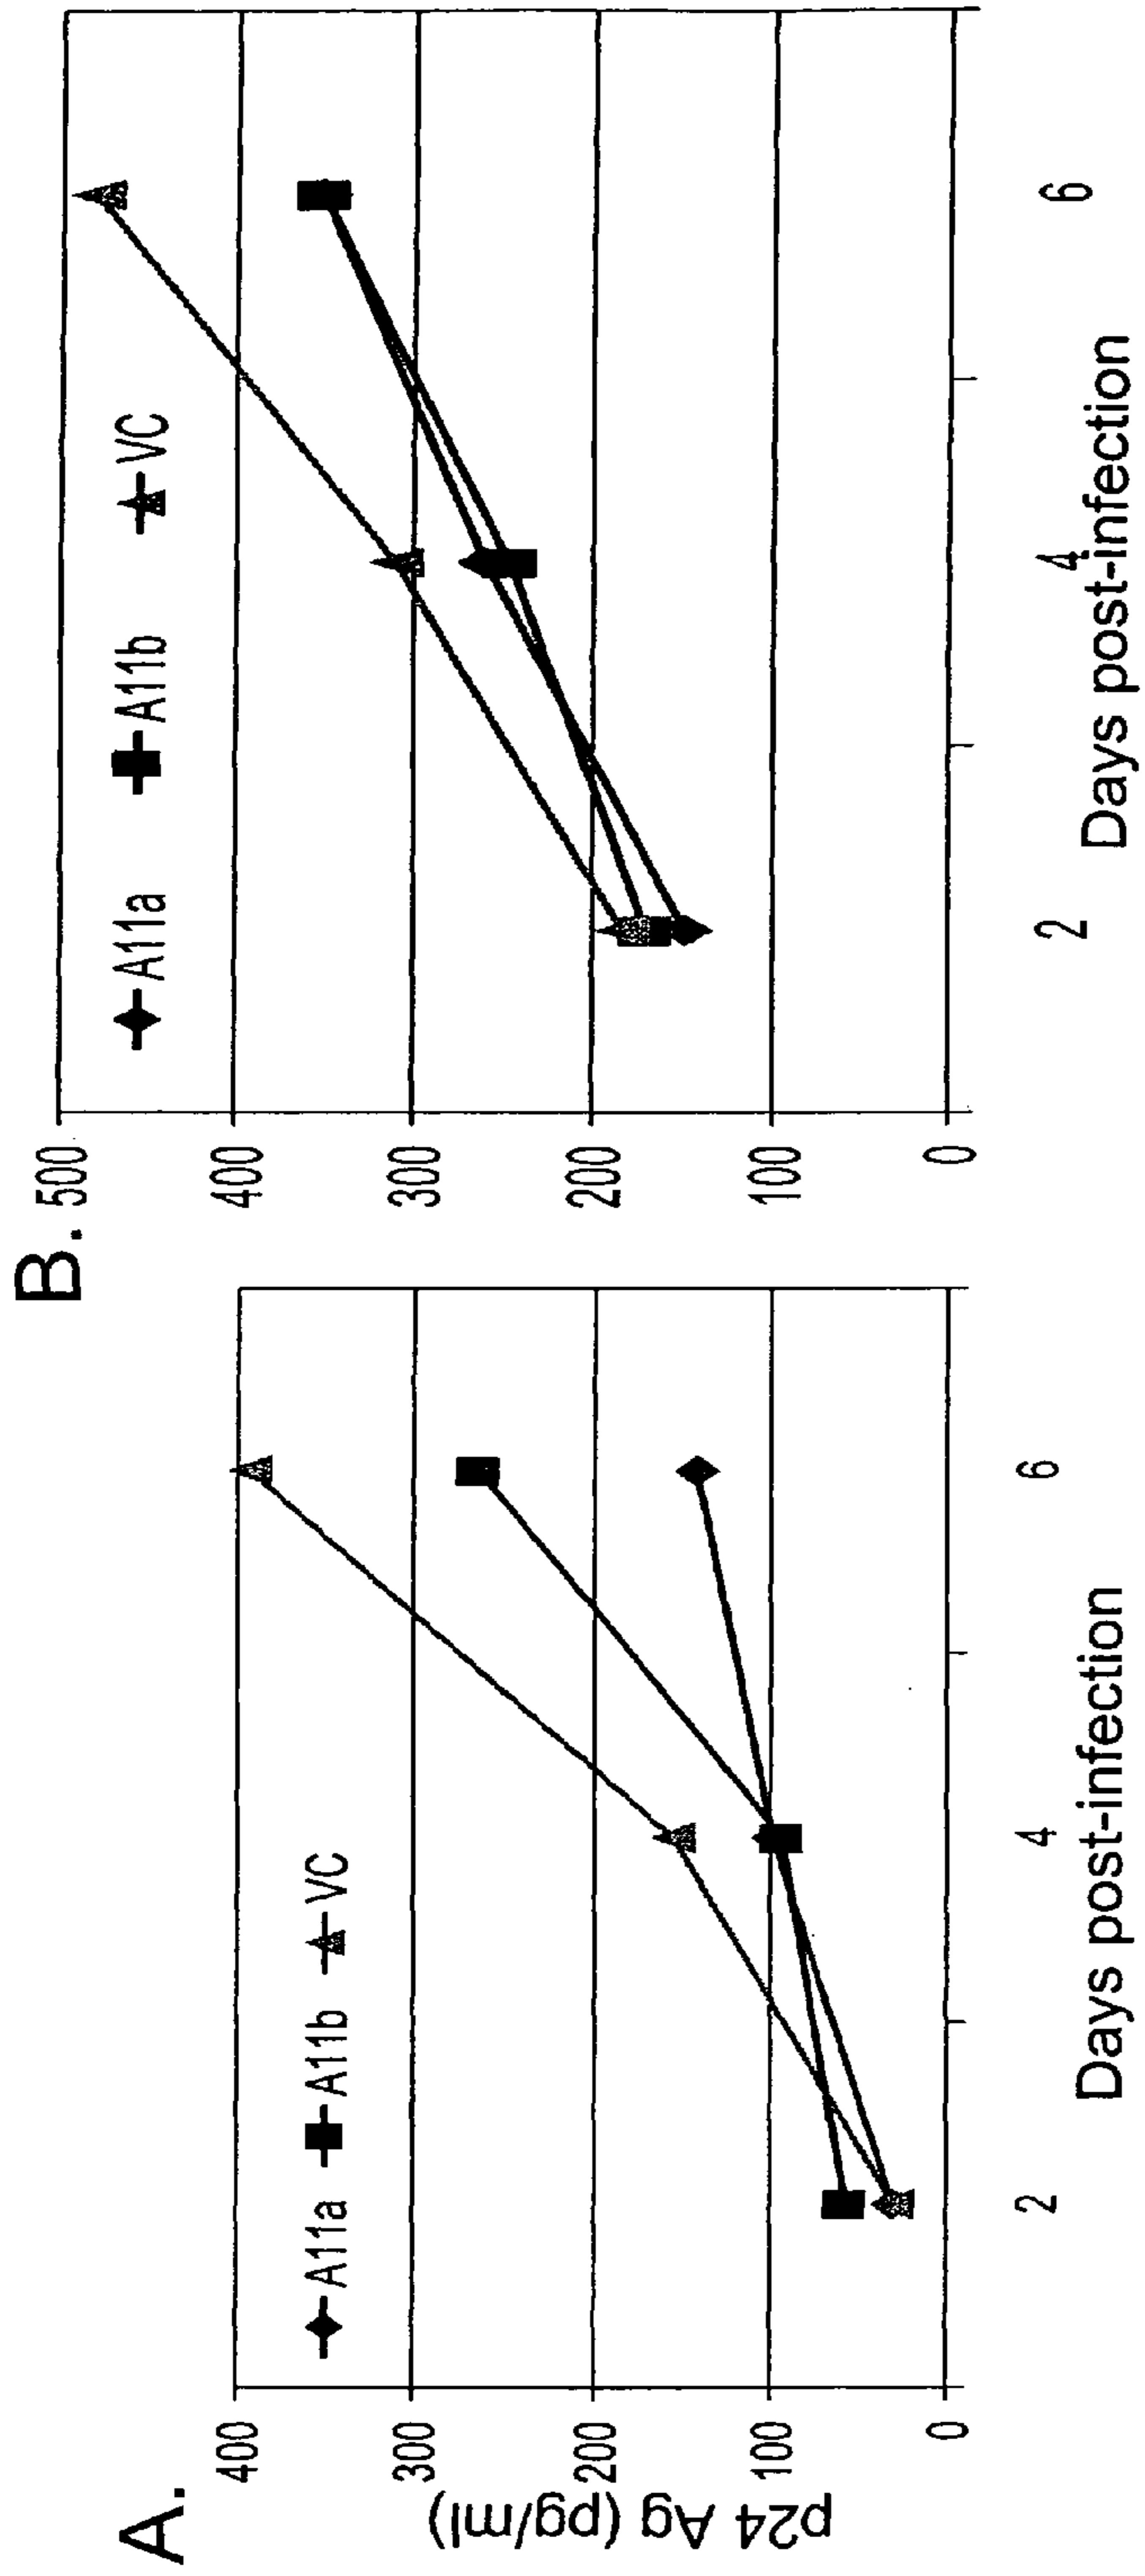 A.
p24 Ag (pg/ml)
400
300
200
100
0
A11a A11b VC
2 4 6
Days post-infection
B.
500
400
300
200
100
0
A11a A11b VC
2 4 6
Days post-infection